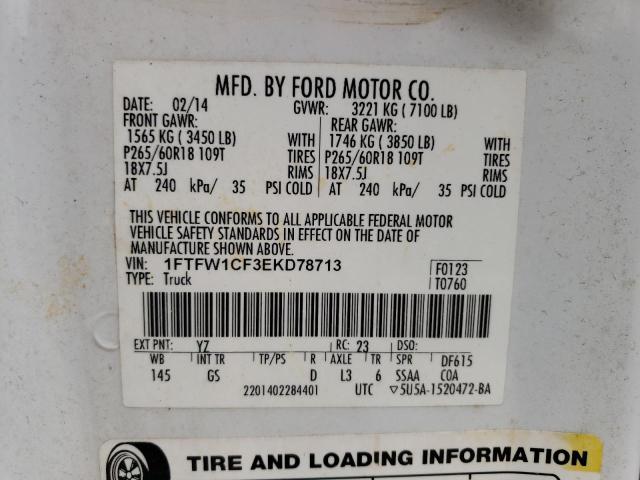 MFD. BY FORD MOTOR CO.
DATE: 02/14 GVWR: 3221 KG ( 7100 LB)
FRONT GAWR: REAR GAWR:
1565 KG ( 3450 LB) WITH 1746 KG ( 3850 LB) WITH
P265/60R18 109T TIRES P265/60R18 109T TIRES
18X7.5J RIMS 18X7.5J RIMS
AT 240 kPa/ 35 PSI COLD AT 240 kPa/ 35 PSI COLD
THIS VEHICLE CONFORMS TO ALL APPLICABLE FEDERAL MOTOR
VEHICLE SAFETY STANDARDS IN EFFECT ON THE DATE OF
MANUFACTURE SHOWN ABOVE.
VIN: 1FTFW1CF3EKD78713 F0123
TYPE: Truck T0760
EXT PNT: YZ RC: 23 DSO:
WB INT TR TP/PS R AXLE TR SPR DF615
145 GS D L3 6 SSAA COA
2201402284401 UTC ▽5U5A-1520472-BA
TIRE AND LOADING INFORMATION